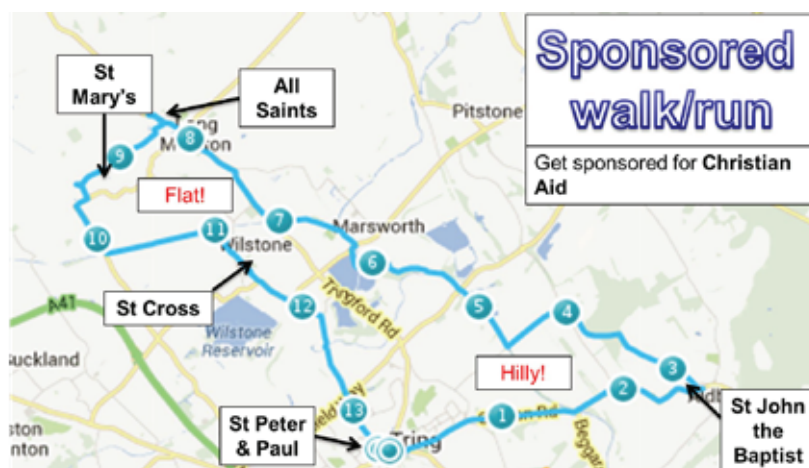 Sponsored
walk/run
Get sponsored for Christian
Aid
St
Mary's
All
Saints
Pitstone
8
9
Flat!
7
Marsworth
10
11
Wilstone
6
St Cross
12
5
4
A41
Wilstone
Reservoir
Tringford Rd
Hilly!
3
2
St John
the
Baptist
13
1
St Peter
& Paul
Tring